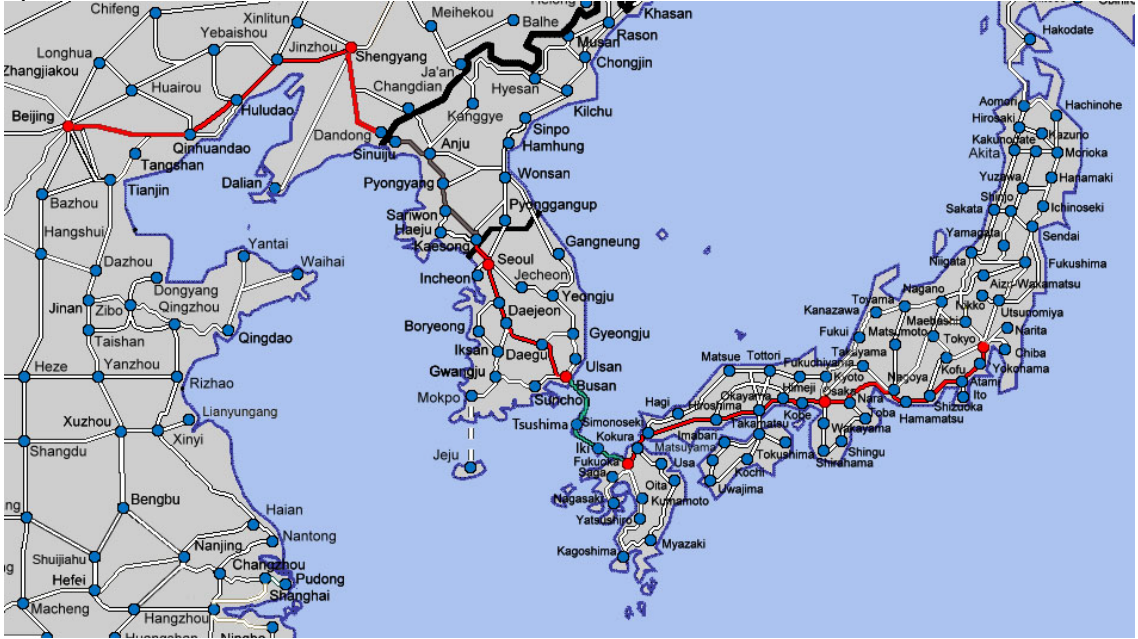 Chifeng
Xinlitun
Meihekou
Helong
Khasan
Balhe
Rason
Yebaishou
Jinzhou
Shengyang
Musan
Hakodate
Longhua
Zhangjiakou
Ja'an
Chongjin
Huairou
Changdian
Hyesan
Beijing
Huludao
Kanggye
Kilchu
Aomori
Hachinohe
Qinhuandao
Dandong
Sinpo
Hirosaki
Sinuiju
Anju
Hamhung
Kakunodate
Kazuno
Tangshan
Akita
Morioka
Tianjin
Dalian
Pyongyang
Wonsan
Yuzawa
Hanamaki
Bazhou
Sariwon
Pyonggangup
Shinjo
Haeju
Sakata
Ichinoseki
Hangshui
Yantai
Kaesong
Gangneung
Yamagata
Sendai
Dazhou
Waihai
Seoul
Niigata
Fukushima
Dongyang
Incheon
Jecheon
Aizu-Wakamatsu
Jinan
Zibo
Qingzhou
Yeongju
Toyama
Nagano
Nikko
Daejeon
Kanazawa
Utsunomiya
Taishan
Qingdao
Boryeong
Gyeongju
Fukui
Matsumoto
Maebashi
Narita
Tokyo
Heze
Yanzhou
Iksan
Daegu
Matsue
Tottori
Takayama
Chiba
Rizhao
Gwangju
Ulsan
Fukuchiyama
Kyoto
Kofu
Yokohama
Busan
Himeji
Osaka
Nagoya
Atami
Mokpo
Suncho
Okayama
Nara
Shizuoka
Ito
Lianyungang
Hagi
Hiroshima
Kobe
Toba
Hamamatsu
Xuzhou
Tsushima
Simonoseki
Takamatsu
Wakayama
Shangdu
Xinyi
Kokura
Imabari
Iki
Matsuyama
Tokushima
Shingu
Jeju
Fukuoka
Usa
Kochi
Shirahama
Saga
Oita
Uwajima
Bengbu
Nagasaki
Kumamoto
Haian
Yatsushiro
Nantong
Shuijiahu
Nanjing
Kagoshima
Myazaki
Changzhou
Hefei
Pudong
Shanghai
Macheng
Hangzhou
Huangshan
Ningbo